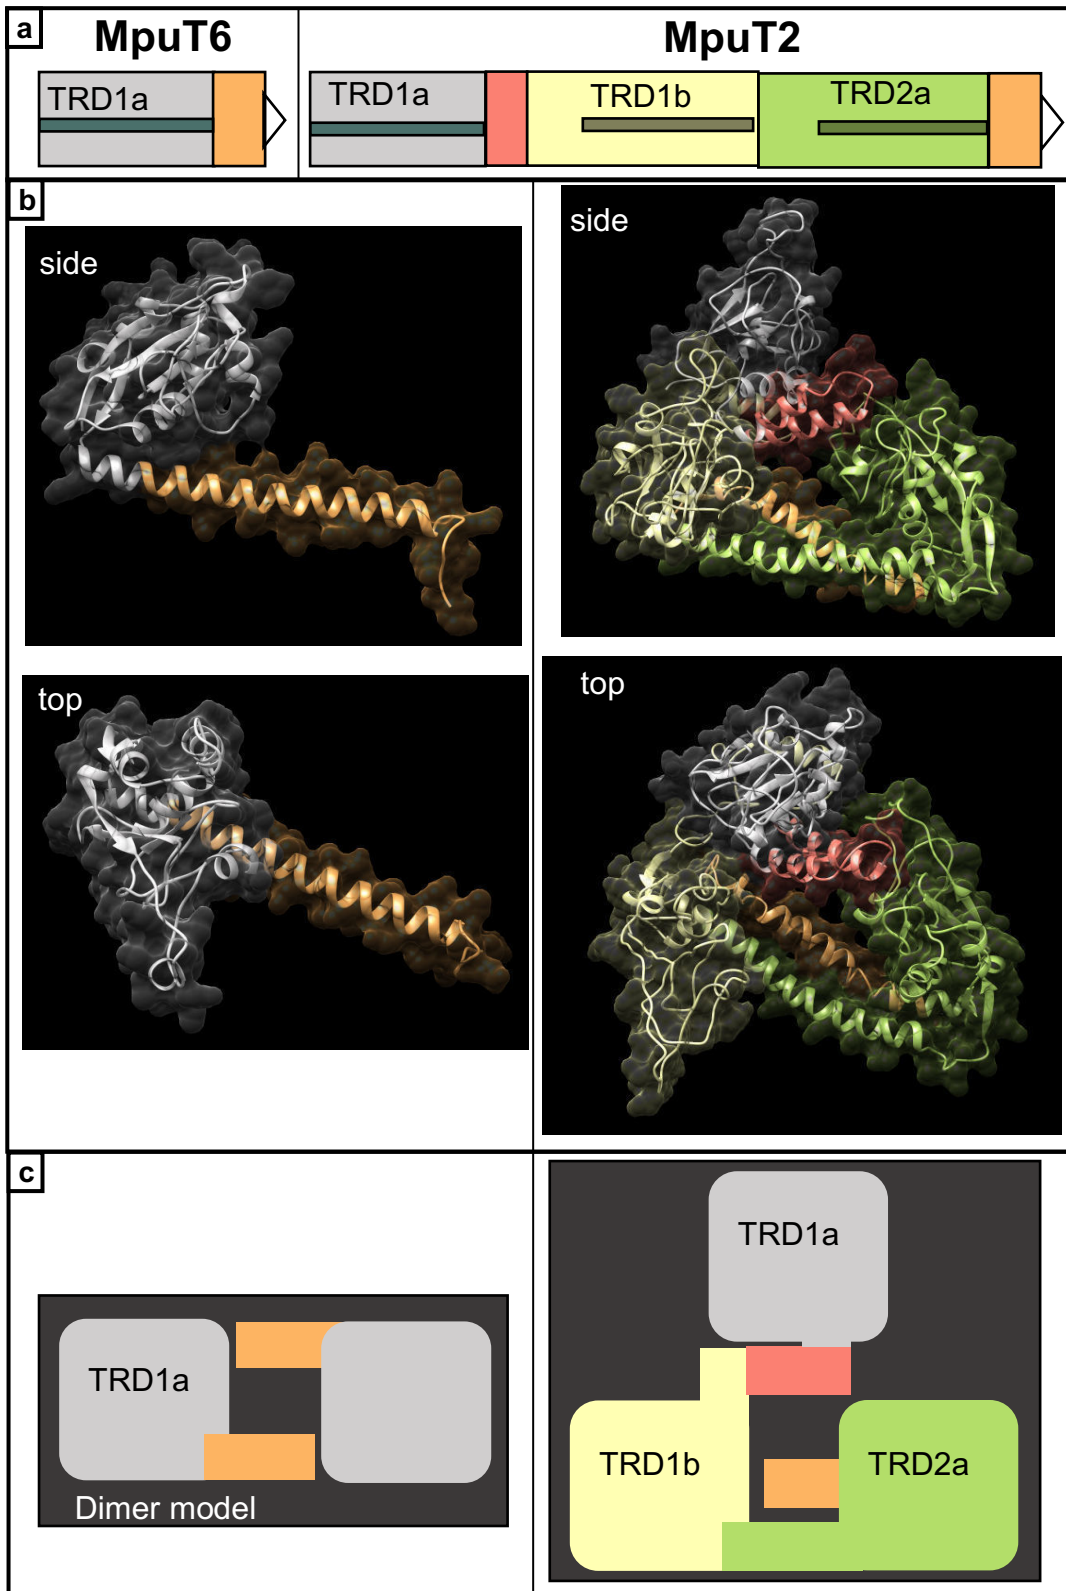 a
MpuT6
MpuT2
TRD1a
TRD1a
TRD1b
TRD2a
b
side
side
top
top
c
TRD1a
TRD1a
TRD1b
TRD2a
Dimer model